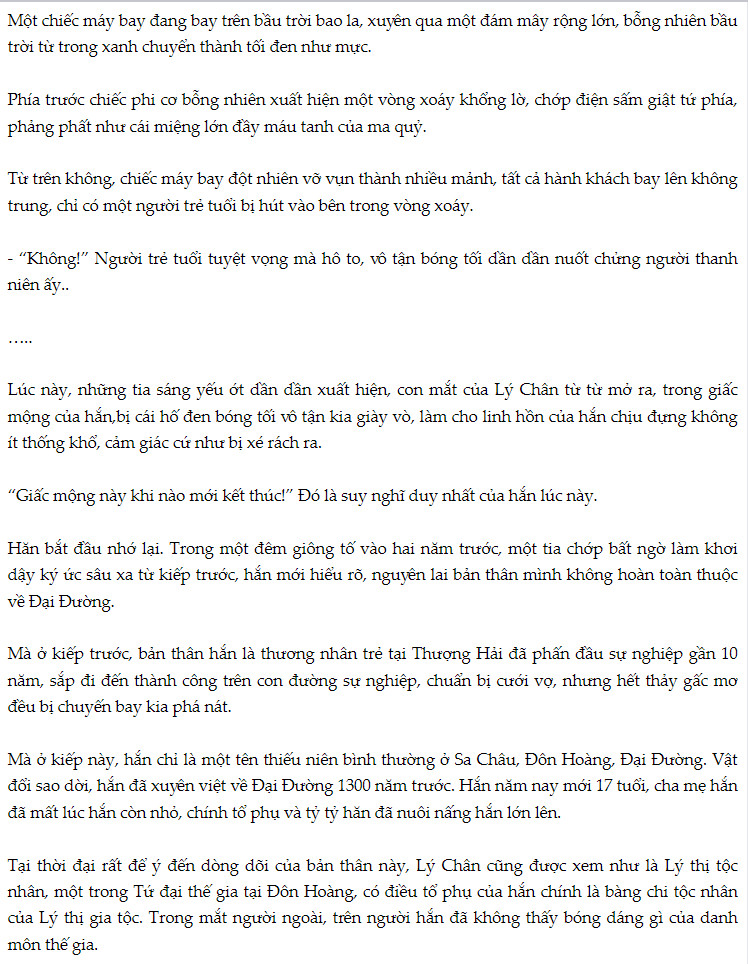 Một chiếc máy bay đang bay trên bầu trời bao la, xuyên qua một đám mây rộng lớn, bỗng nhiên bầu
trời từ trong xanh chuyển thành tối đen như mực.
Phía trước chiếc phi cơ bỗng nhiên xuất hiện một vòng xoáy khổng lờ, chớp điện sấm giật tứ phía,
phảng phất như cái miệng lớn đầy máu tanh của ma quỷ.
Từ trên không, chiếc máy bay đột nhiên vỡ vụn thành nhiều mảnh, tất cả hành khách bay lên không
trung, chỉ có một người trẻ tuổi bị hút vào bên trong vòng xoáy.
- “Không!” Người trẻ tuổi tuyệt vọng mà hô to, vô tận bóng tối dần dần nuốt chửng người thanh
niên ấy..
…..
Lúc này, những tia sáng yếu ớt dần dần xuất hiện, con mắt của Lý Chân từ từ mở ra, trong giấc
mộng của hắn,bị cái hố đen bóng tối vô tận kia giày vò, làm cho linh hồn của hắn chịu đựng không
ít thống khổ, cảm giác cứ như bị xé rách ra.
“Giấc mộng này khi nào mới kết thúc!” Đó là suy nghĩ duy nhất của hắn lúc này.
Hăn bắt đầu nhớ lại. Trong một đêm giông tố vào hai năm trước, một tia chớp bất ngờ làm khơi
dậy ký ức sâu xa từ kiếp trước, hắn mới hiểu rõ, nguyên lai bản thân mình không hoàn toàn thuộc
về Đại Đường.
Mà ở kiếp trước, bản thân hắn là thương nhân trẻ tại Thượng Hải đã phấn đấu sự nghiệp gần 10
năm, sắp đi đến thành công trên con đường sự nghiệp, chuẩn bị cưới vợ, nhưng hết thảy gấc mơ
đều bị chuyến bay kia phá nát.
Mà ở kiếp này, hắn chỉ là một tên thiếu niên bình thường ở Sa Châu, Đôn Hoàng, Đại Đường. Vật
đổi sao dời, hắn đã xuyên việt về Đại Đường 1300 năm trước. Hắn năm nay mới 17 tuổi, cha mẹ hắn
đã mất lúc hắn còn nhỏ, chính tổ phụ và tỷ tỷ hăn đã nuôi nấng hắn lớn lên.
Tại thời đại rất để ý đến dòng dõi của bản thân này, Lý Chân cũng được xem như là Lý thị tộc
nhân, một trong Tứ đại thế gia tại Đôn Hoàng, có điều tổ phụ của hắn chính là bàng chi tộc nhân
của Lý thị gia tộc. Trong mắt người ngoài, trên người hắn đã không thấy bóng dáng gì của danh
môn thế gia.